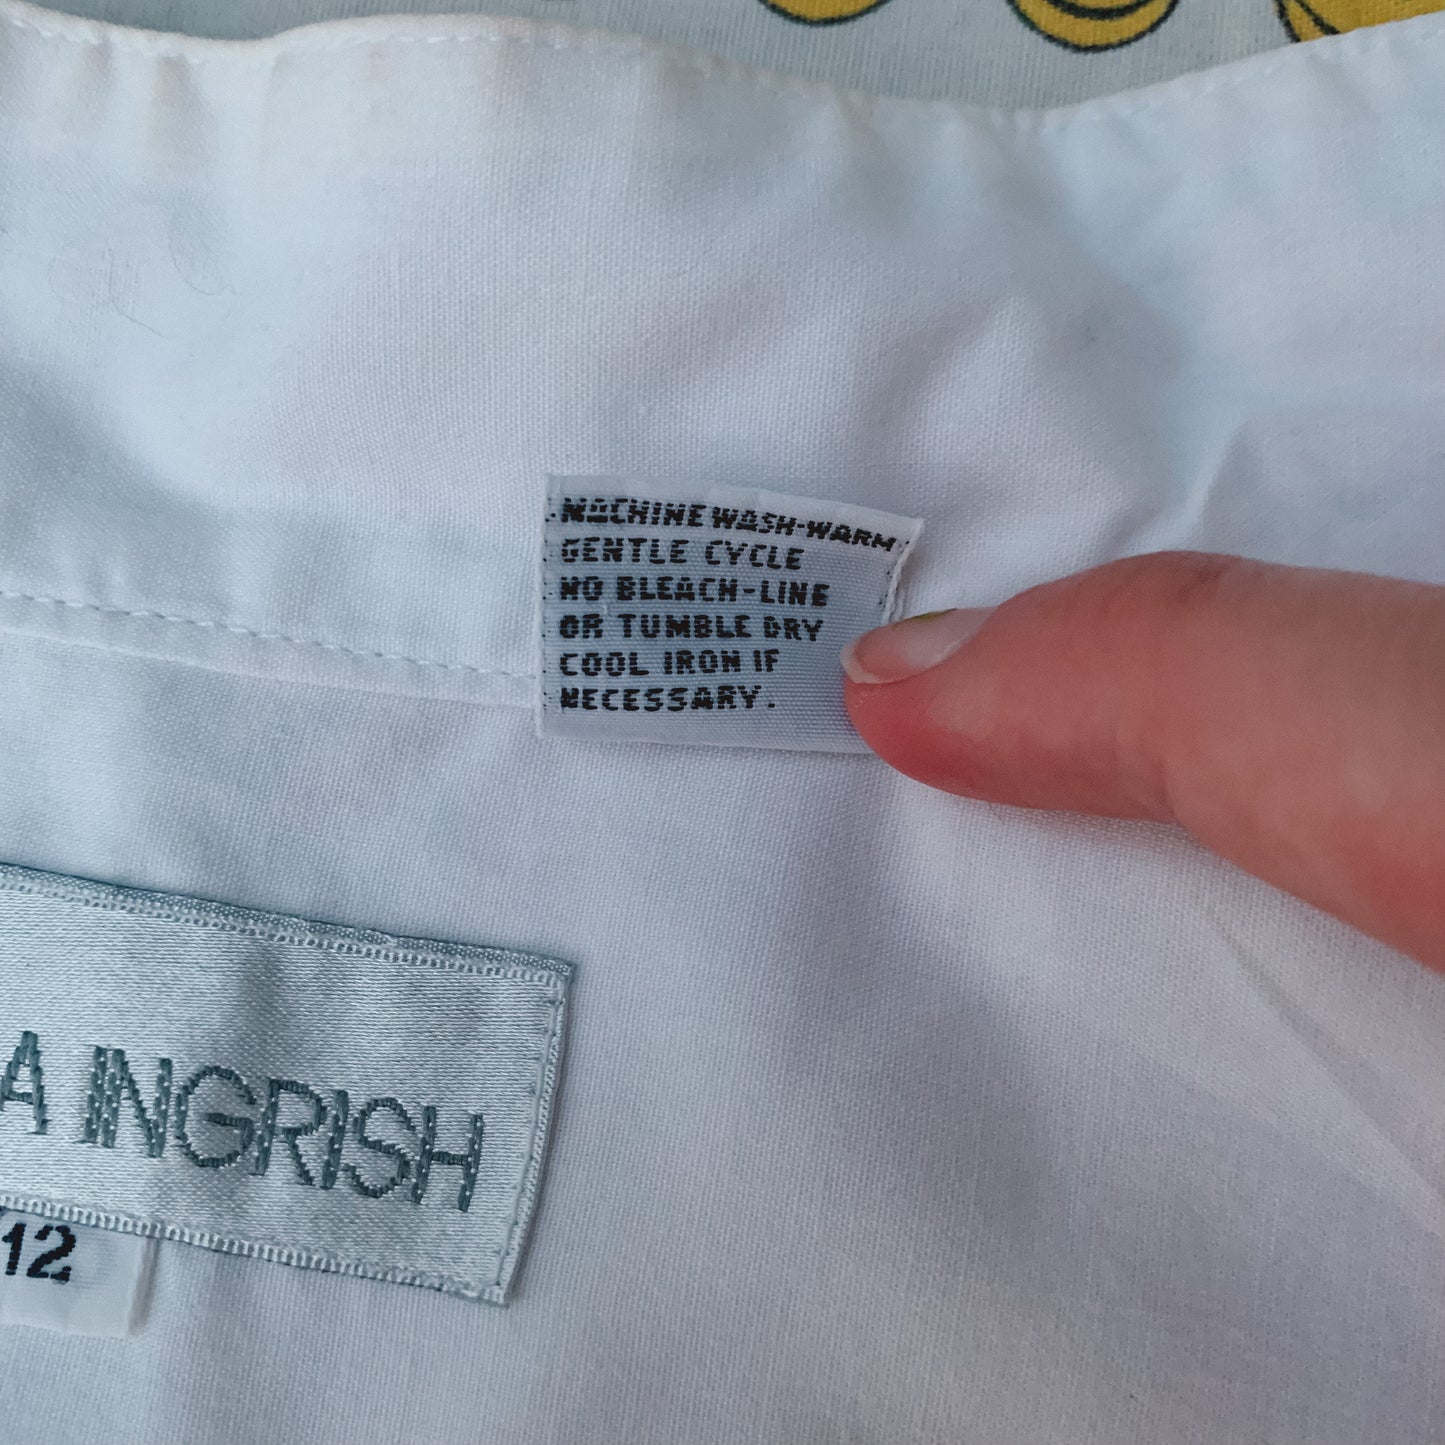 MACHINE WASH-WARM
GENTLE CYCLE
NO BLEACH-LINE
OR TUMBLE DRY
COOL IRON IF
NECESSARY.
A INGRISH
12